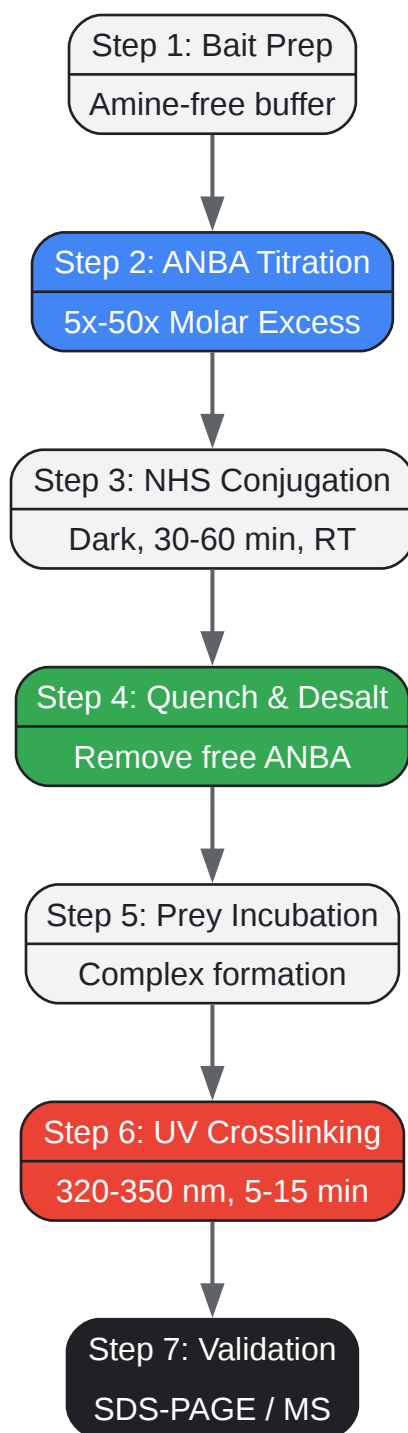 Step 1: Bait Prep
Amine-free buffer
Step 2: ANBA Titration
5x-50x Molar Excess
Step 3: NHS Conjugation
Dark, 30-60 min, RT
Step 4: Quench & Desalt
Remove free ANBA
Step 5: Prey Incubation
Complex formation
Step 6: UV Crosslinking
320-350 nm, 5-15 min
Step 7: Validation
SDS-PAGE / MS